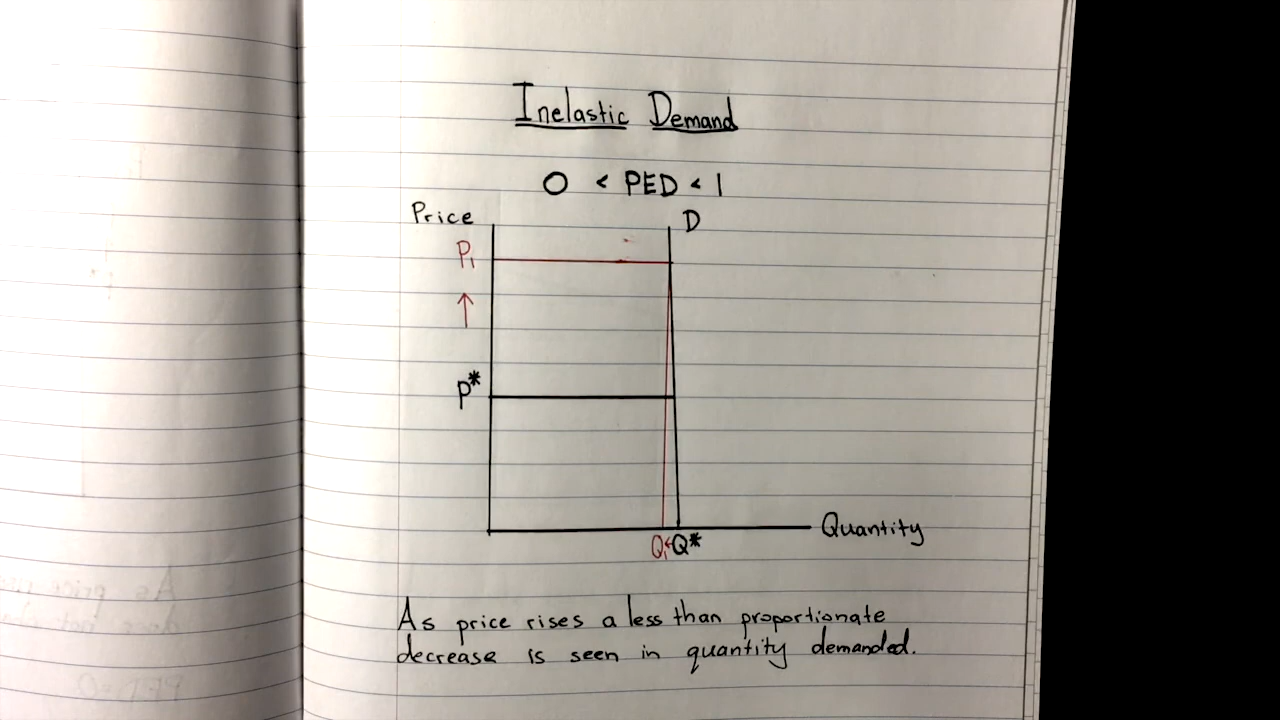 Inelastic Demand
0 < PED < 1
Price
D
P₁
↑
P*
Quantity
Q₁←Q*
As price rises a less than proportionate
decrease is seen in quantity demanded.